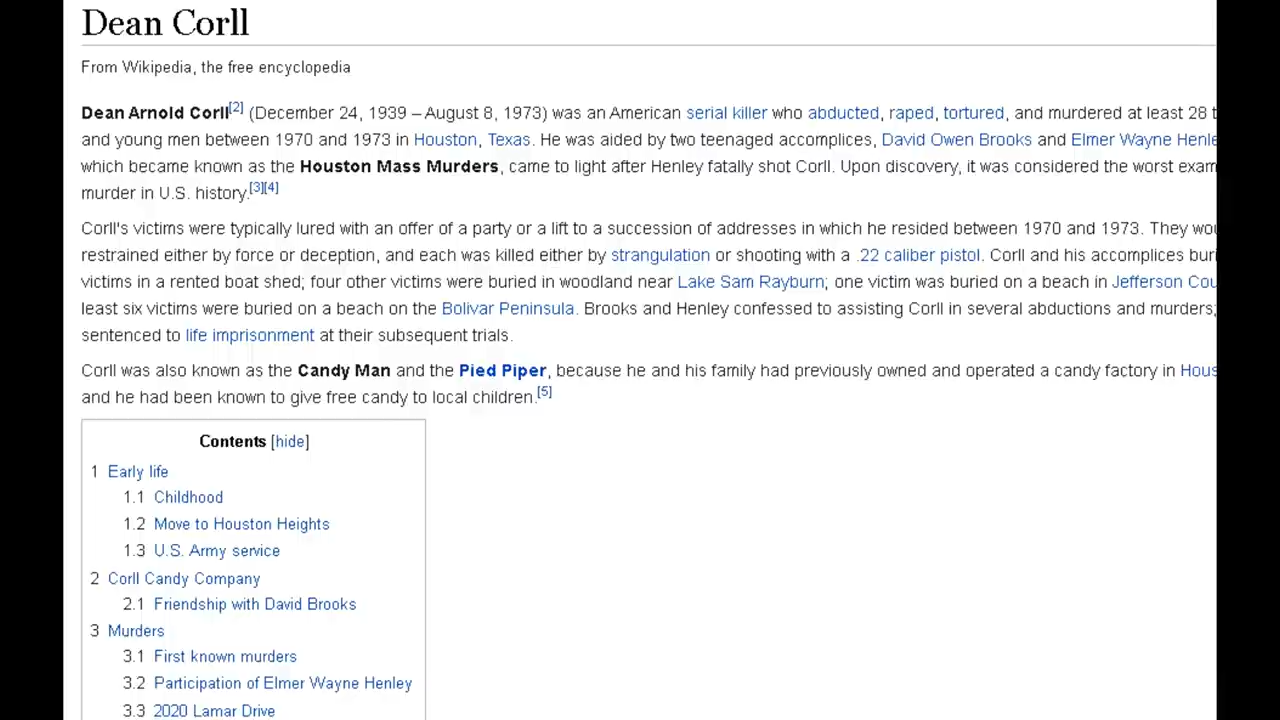 Dean Corll
From Wikipedia, the free encyclopedia
Dean Arnold Corll[2] (December 24, 1939 – August 8, 1973) was an American serial killer who abducted, raped, tortured, and murdered at least 28
and young men between 1970 and 1973 in Houston, Texas. He was aided by two teenaged accomplices, David Owen Brooks and Elmer Wayne
which became known as the Houston Mass Murders, came to light after Henley fatally shot Corll. Upon discovery, it was considered the worst
murder in U.S. history.[3][4]
Corll's victims were typically lured with an offer of a party or a lift to a succession of addresses in which he resided between 1970 and 1973. They
restrained either by force or deception, and each was killed either by strangulation or shooting with a .22 caliber pistol. Corll and his accomplices
victims in a rented boat shed; four other victims were buried in woodland near Lake Sam Rayburn; one victim was buried on a beach in Jefferson
least six victims were buried on a beach on the Bolivar Peninsula. Brooks and Henley confessed to assisting Corll in several abductions and murders;
sentenced to life imprisonment at their subsequent trials.
Corll was also known as the Candy Man and the Pied Piper, because he and his family had previously owned and operated a candy factory in
and he had been known to give free candy to local children.[5]
Contents [hide]
1 Early life
1.1 Childhood
1.2 Move to Houston Heights
1.3 U.S. Army service
2 Corll Candy Company
2.1 Friendship with David Brooks
3 Murders
3.1 First known murders
3.2 Participation of Elmer Wayne Henley
3.3 2020 Lamar Drive